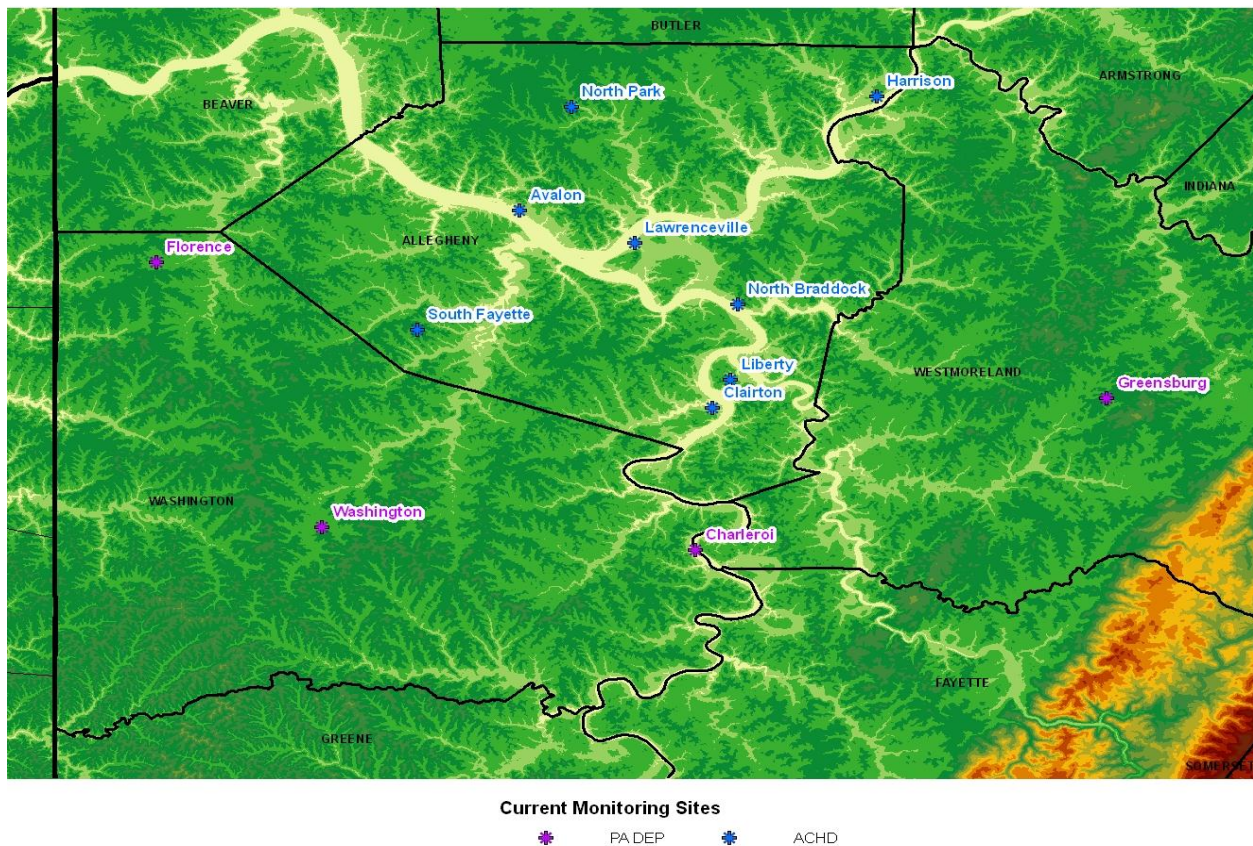 BUTLER
ARMSTRONG
Harrison
North Park
BEAVER
INDIANA
Avalon
Lawrenceville
ALLEGHENY
Florence
North Braddock
South Fayette
Liberty
WESTMORELAND
Greensburg
Clairton
WASHINGTON
Washington
Charleroi
FAYETTE
GREENE
SOMERSET
Current Monitoring Sites
PA DEP
ACHD